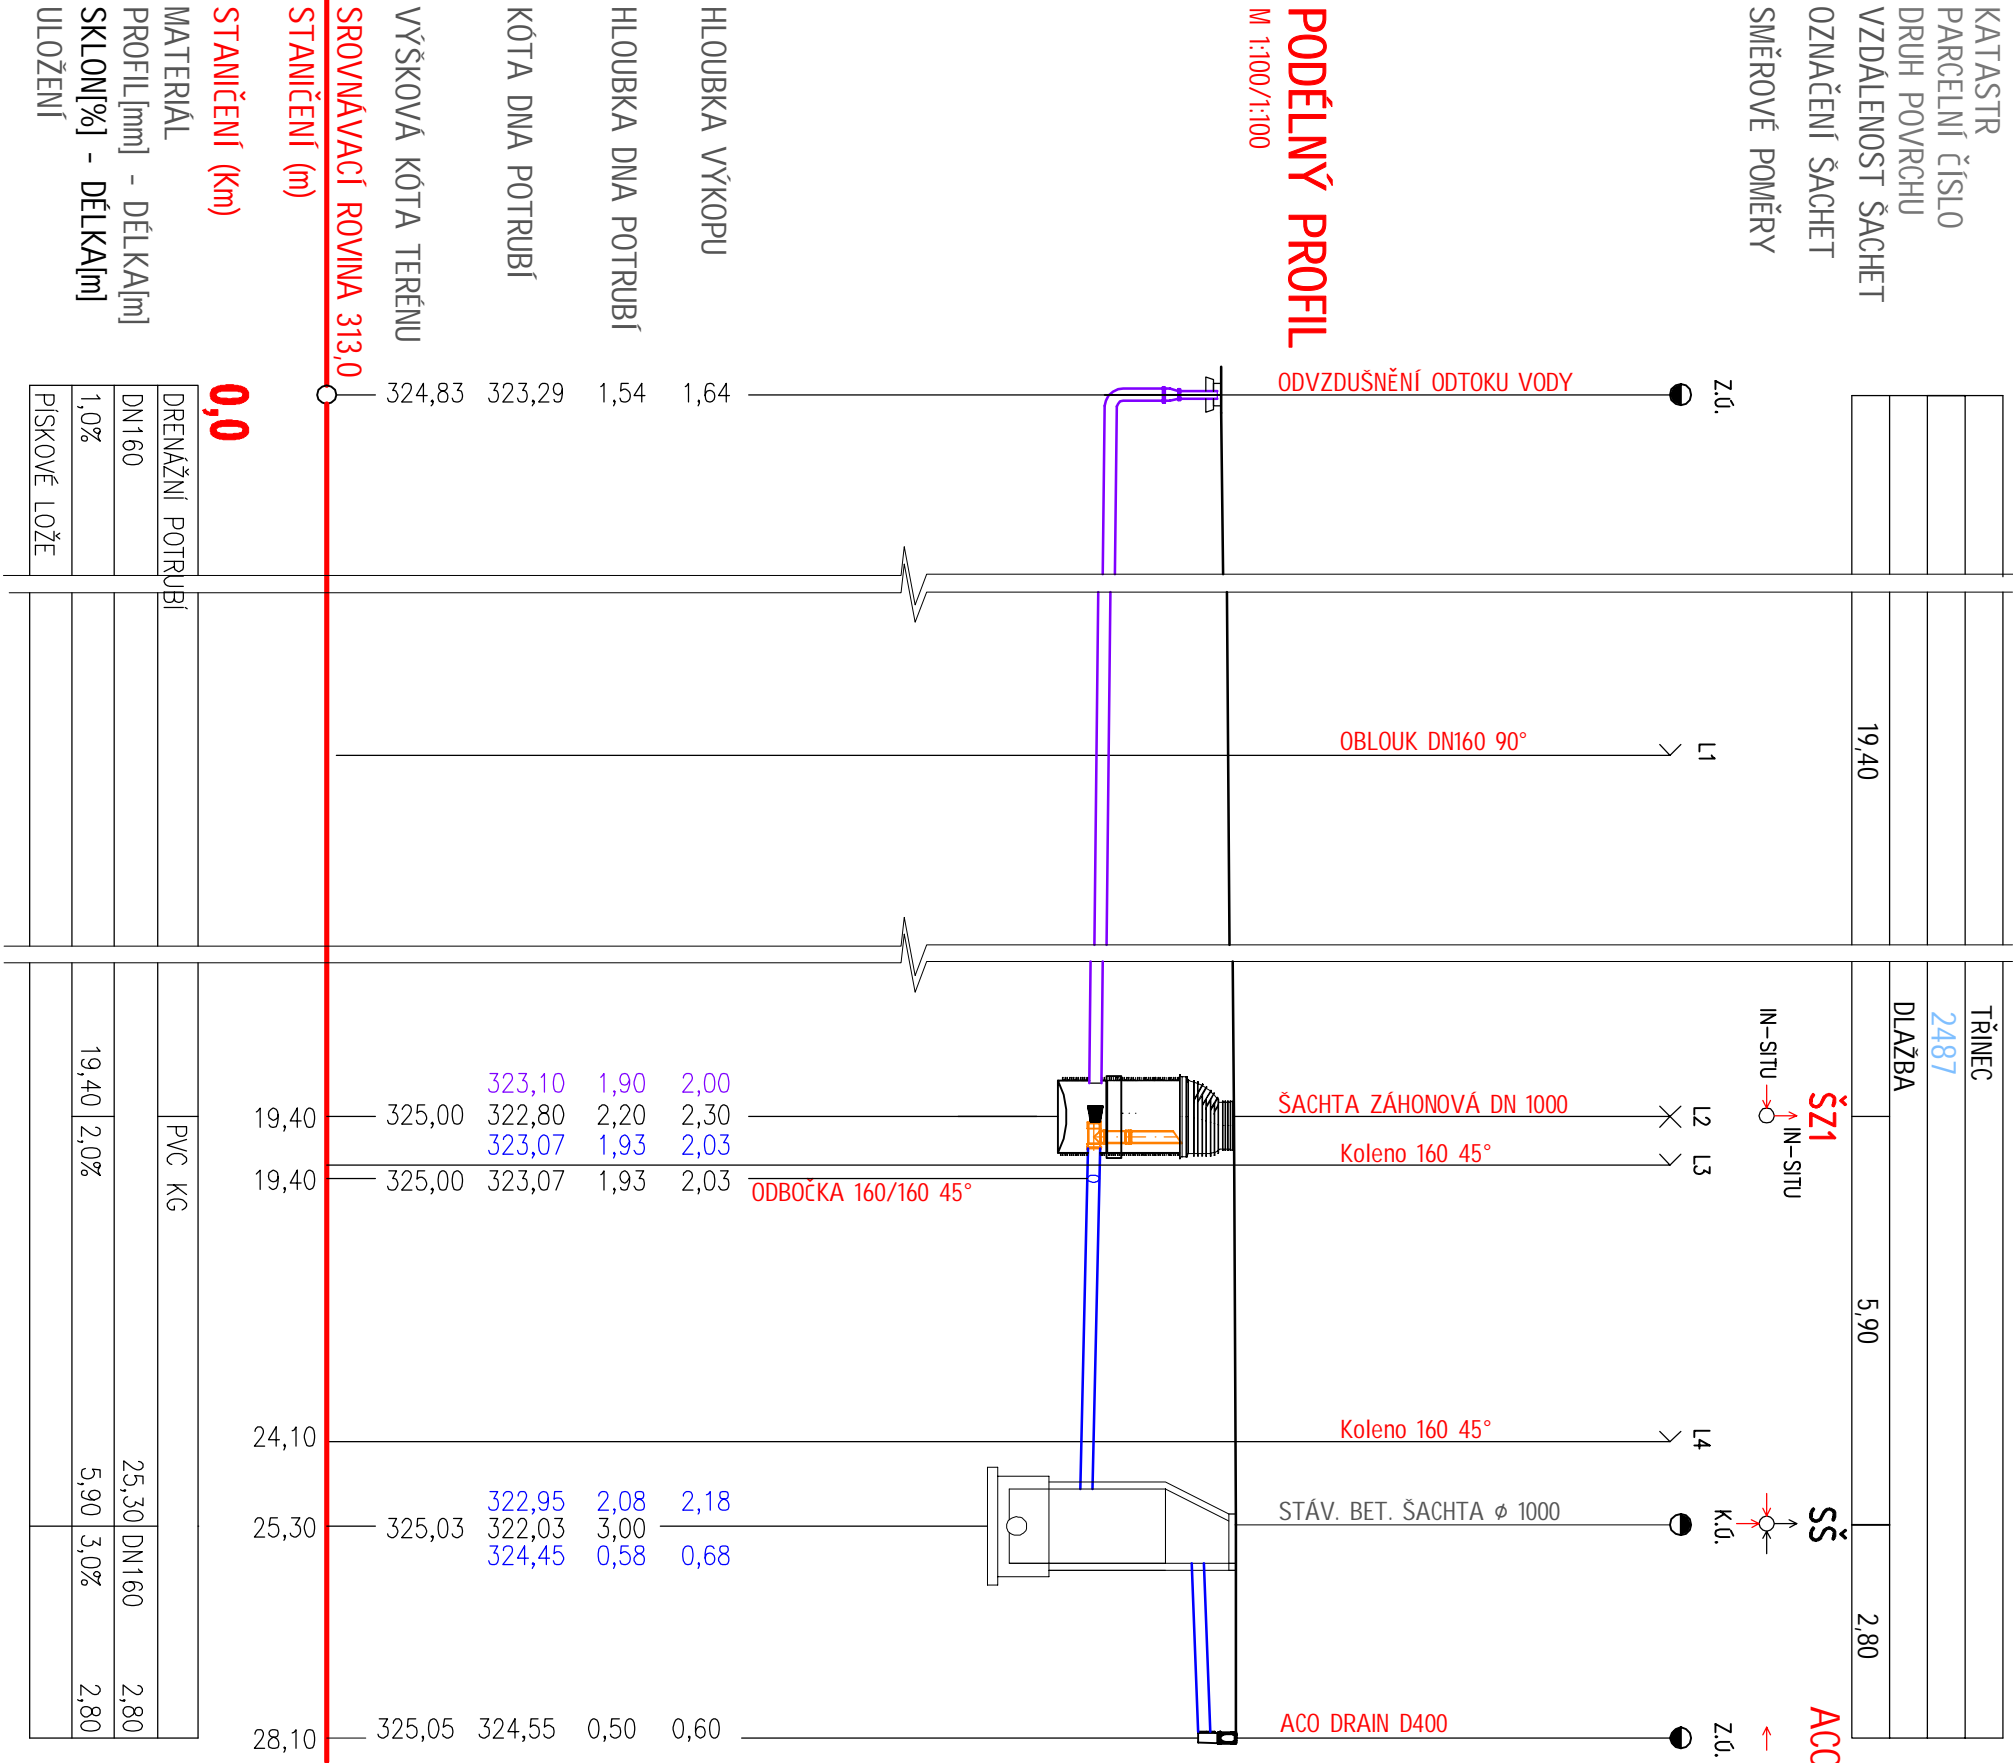 KATASTR
PARCELNÍ ČÍSLO
DRUH POVRCHU
VZDÁLENOST ŠACHET
OZNAČENÍ ŠACHET
SMĚROVÉ POMĚRY
TŘINEC
2487
DLAŽBA
19,40
5,90
2,80
ŠZ1
SŠ
ACO
IN-SITU
IN-SITU
Z.Ú.
L1
L2
L3
L4
K.Ú.
Z.Ú.
PODÉLNÝ PROFIL
M 1:100/1:100
ODVZDUŠNĚNÍ ODTOKU VODY
OBLOUK DN160 90°
ŠACHTA ZÁHONOVÁ DN 1000
Koleno 160 45°
ODBOČKA 160/160 45°
Koleno 160 45°
STÁV. BET. ŠACHTA ø 1000
ACO DRAIN D400
HLOUBKA VÝKOPU
HLOUBKA DNA POTRUBÍ
KÓTA DNA POTRUBÍ
VÝŠKOVÁ KÓTA TERÉNU
SROVNÁVACÍ ROVINA 313,0
STANIČENÍ (m)
STANIČENÍ (Km)
324,83 323,29 1,54 1,64
323,10 1,90 2,00
19,40 325,00 322,80 2,20 2,30
323,07 1,93 2,03
19,40 325,00 323,07 1,93 2,03
24,10
322,95 2,08 2,18
25,30 325,03 322,03 3,00
324,45 0,58 0,68
28,10 325,05 324,55 0,50 0,60
0,0
MATERIÁL
PROFIL[mm] - DÉLKA[m]
SKLON[%] - DÉLKA[m]
ULOŽENÍ
DRENÁŽNÍ POTRUBÍ
PVC KG
DN160
25,30 DN160
2,80
1,0%
19,40 2,0%
5,90 3,0%
2,80
PÍSKOVÉ LOŽE